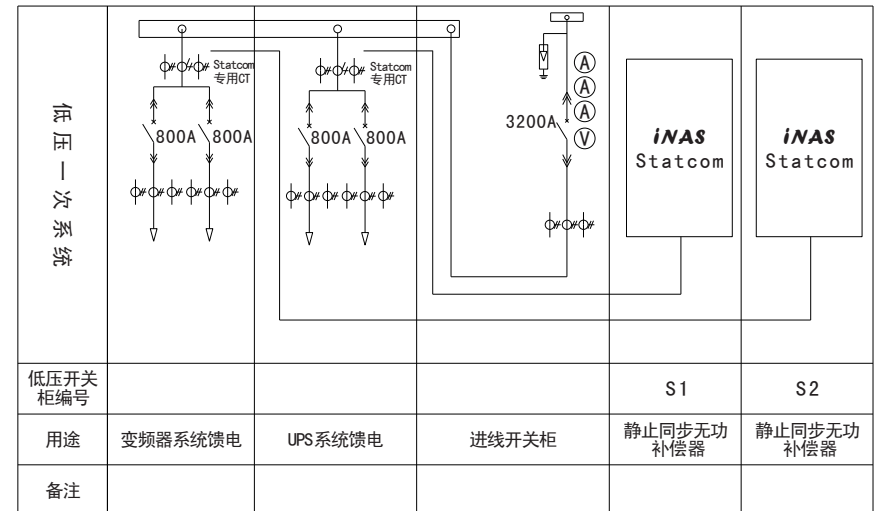 低压一次系统
Statcom
专用CT
800A
800A
Statcom
专用CT
800A
800A
3200A
A
A
A
V
iNAS
Statcom
iNAS
Statcom
低压开关
柜编号
S1
S2
用途
变频器系统馈电
UPS系统馈电
进线开关柜
静止同步无功
补偿器
静止同步无功
补偿器
备注